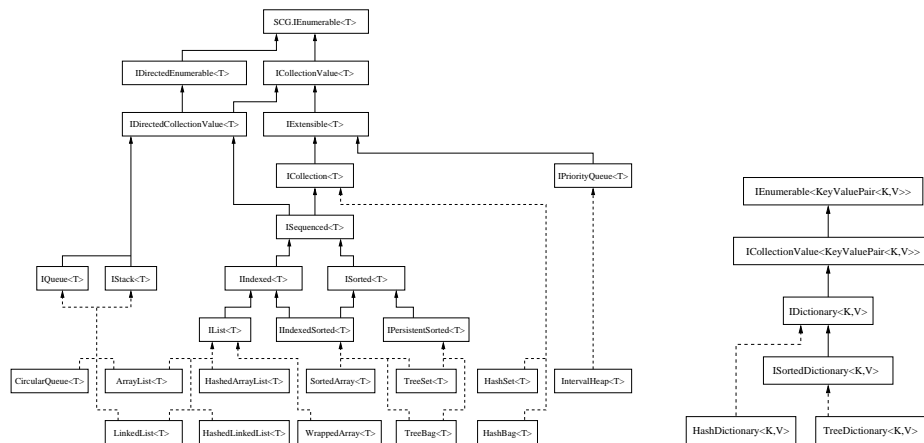 SCG.IEnumerable<T>
IDirectedEnumerable<T>
ICollectionValue<T>
IDirectedCollectionValue<T>
IExtensible<T>
ICollection<T>
IPriorityQueue<T>
IEnumerable<KeyValuePair<K,V>>
ISequenced<T>
ICollectionValue<KeyValuePair<K,V>>
IQueue<T>
IStack<T>
IIndexed<T>
ISorted<T>
IDictionary<K,V>
IList<T>
IIndexedSorted<T>
IPersistentSorted<T>
ISortedDictionary<K,V>
CircularQueue<T>
ArrayList<T>
HashedArrayList<T>
SortedArray<T>
TreeSet<T>
HashSet<T>
IntervalHeap<T>
LinkedList<T>
HashedLinkedList<T>
WrappedArray<T>
TreeBag<T>
HashBag<T>
HashDictionary<K,V>
TreeDictionary<K,V>